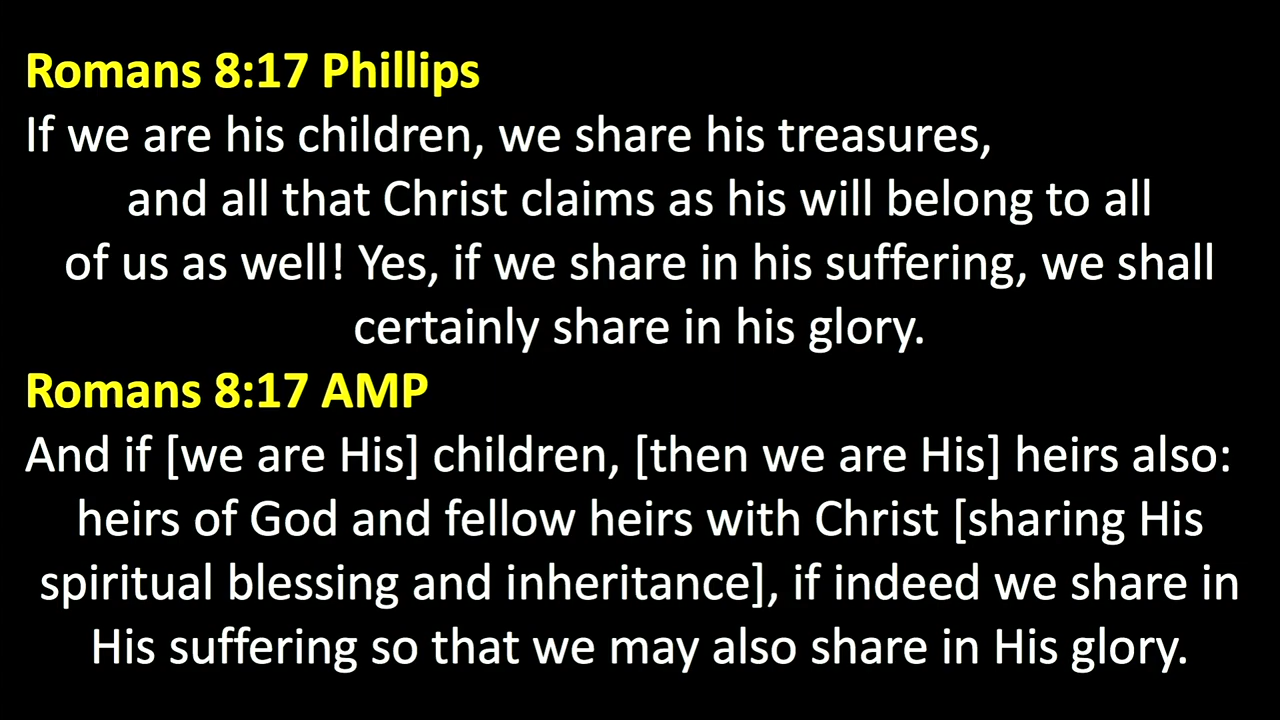 Romans 8:17 Phillips
If we are his children, we share his treasures,
and all that Christ claims as his will belong to all
of us as well! Yes, if we share in his suffering, we shall
certainly share in his glory.
Romans 8:17 AMP
And if [we are His] children, [then we are His] heirs also:
heirs of God and fellow heirs with Christ [sharing His
spiritual blessing and inheritance], if indeed we share in
His suffering so that we may also share in His glory.